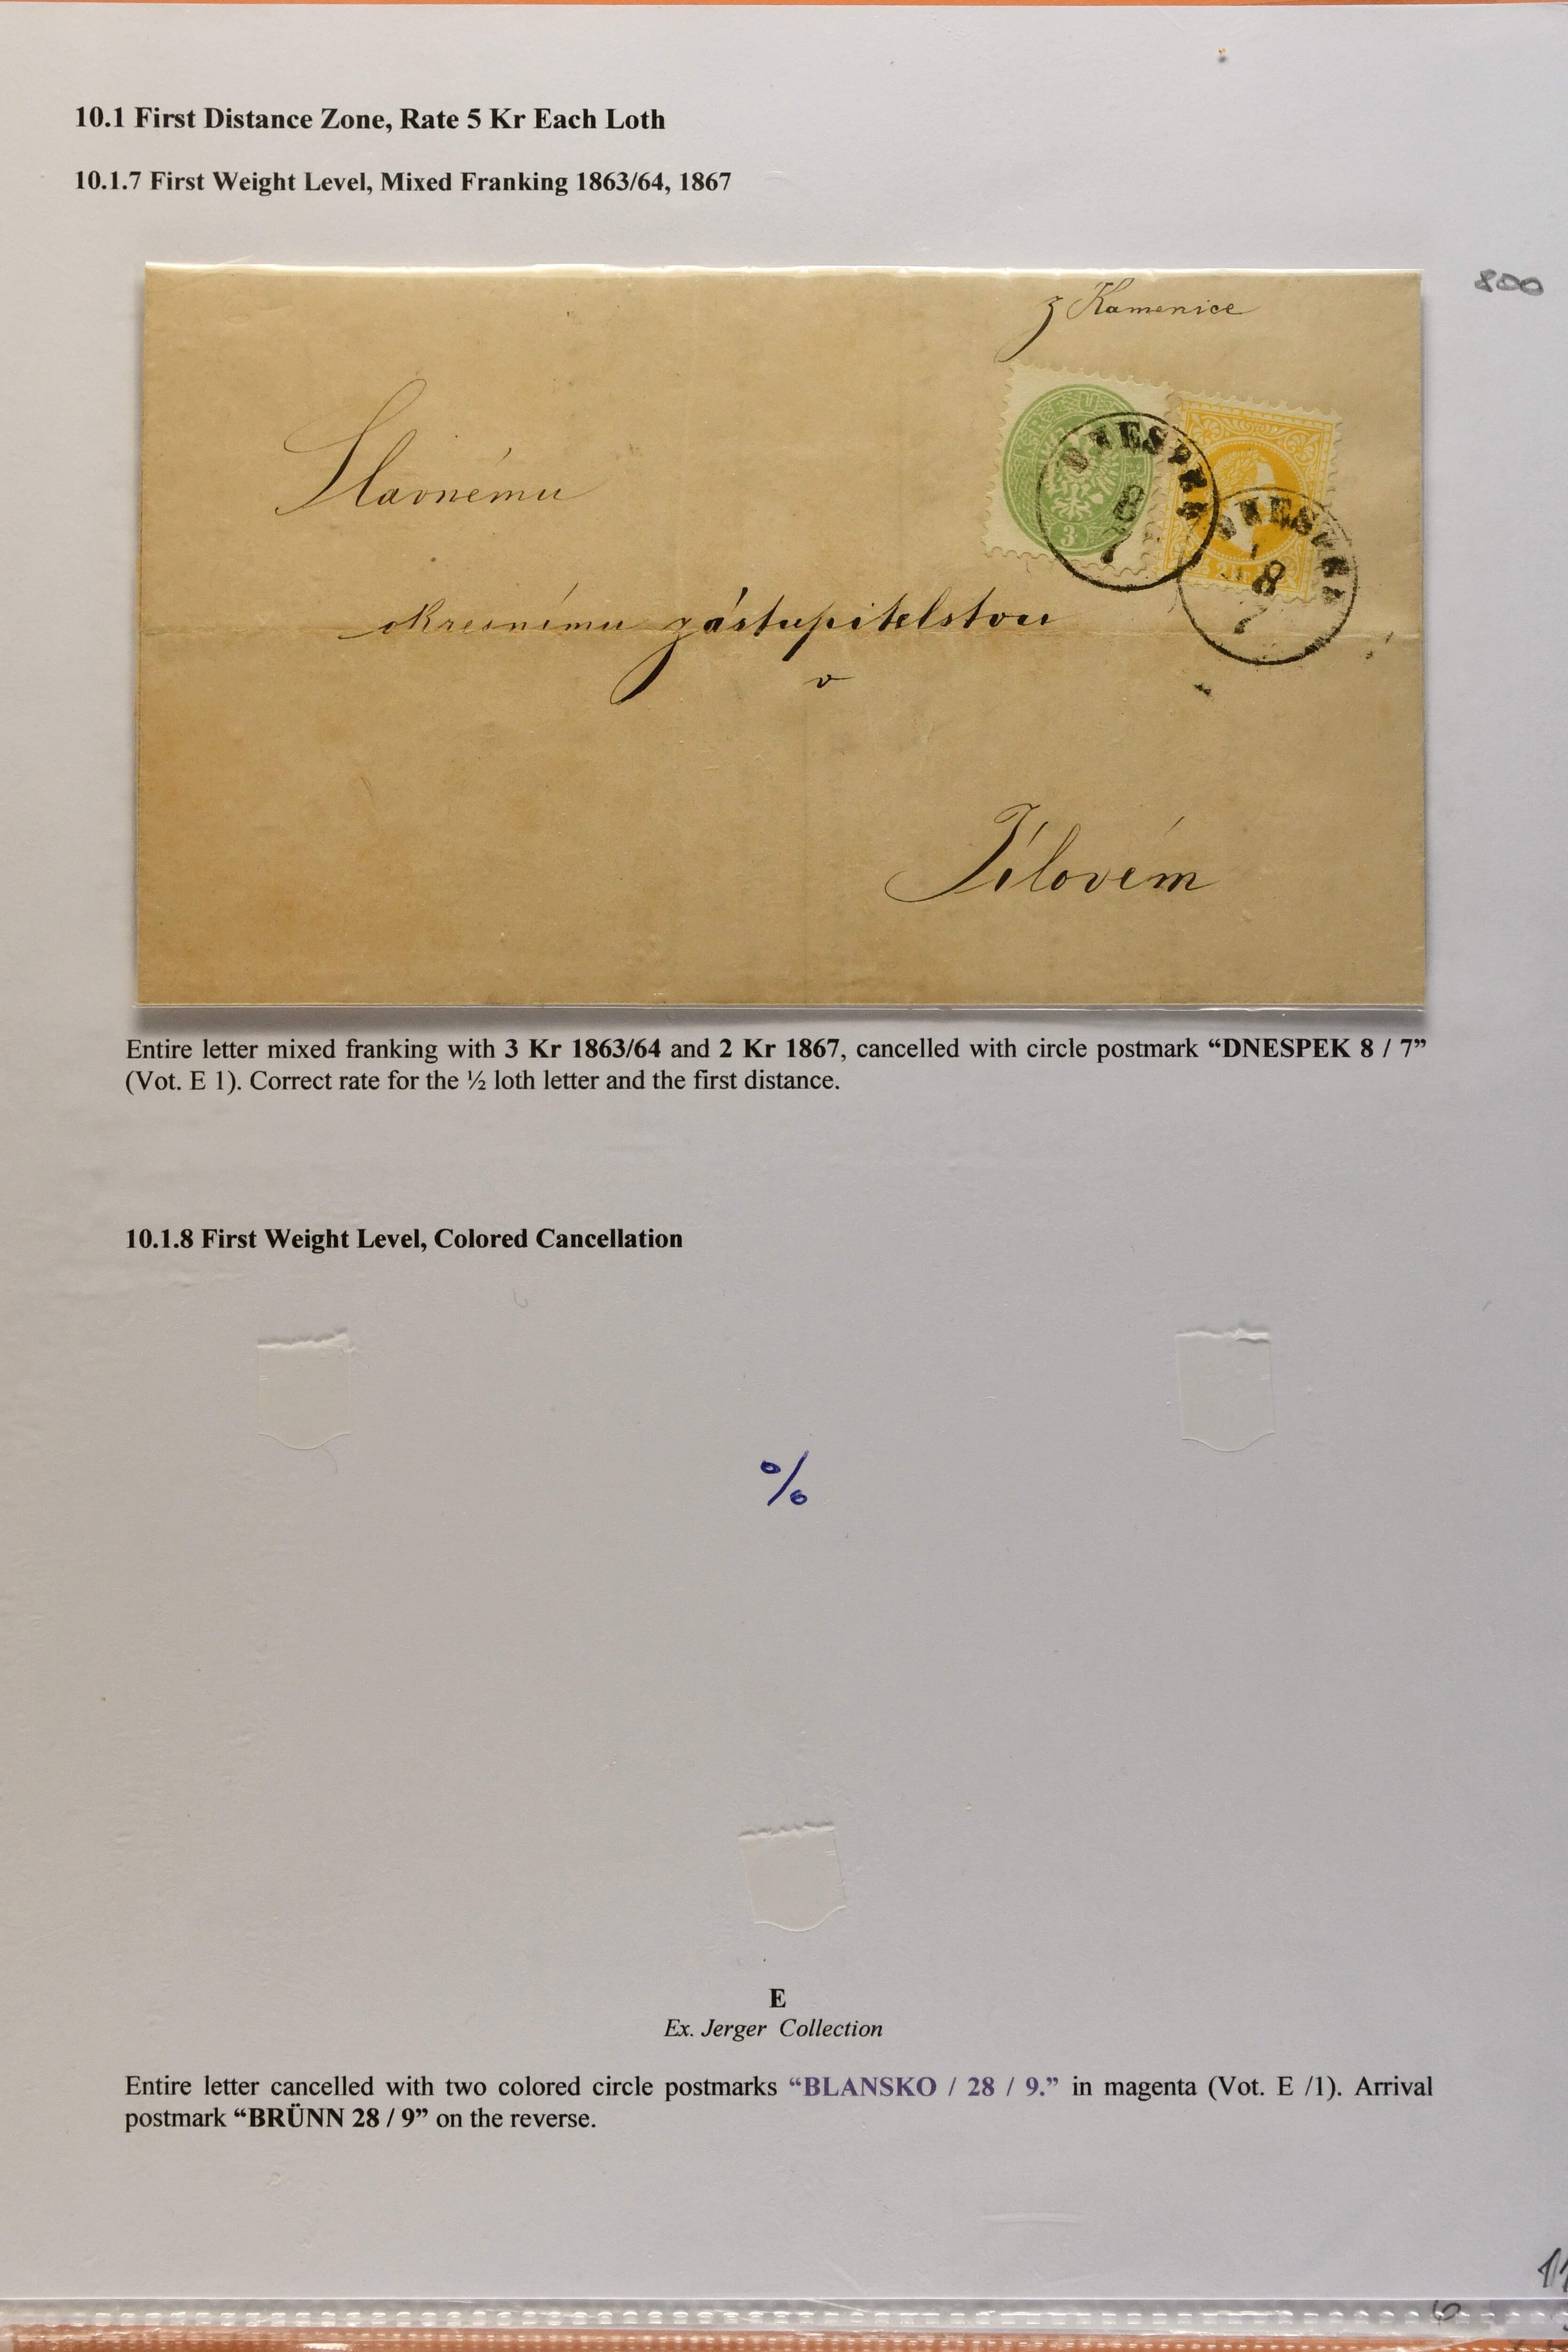 10.1 First Distance Zone, Rate 5 Kr Each Loth
10.1.7 First Weight Level, Mixed Franking 1863/64, 1867
800
z Kamenice
Slavnému
okresnímu zástupitelstvu
v
Jílovém
3
8
7
8
7
Entire letter mixed franking with 3 Kr 1863/64 and 2 Kr 1867, cancelled with circle postmark “DNESPEK 8 / 7”
(Vot. E 1). Correct rate for the ½ loth letter and the first distance.
10.1.8 First Weight Level, Colored Cancellation
%
E
Ex. Jerger Collection
Entire letter cancelled with two colored circle postmarks “BLANSKO / 28 / 9.” in magenta (Vot. E /1). Arrival
postmark “BRÜNN 28 / 9” on the reverse.